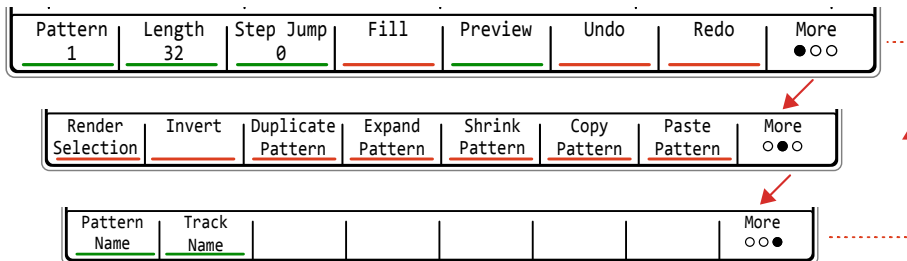 Pattern Length Step Jump Fill Preview Undo Redo More
1 32 0
Render Invert Duplicate Expand Shrink Copy Paste More
Selection Pattern Pattern Pattern Pattern Pattern
Pattern Track More
Name Name